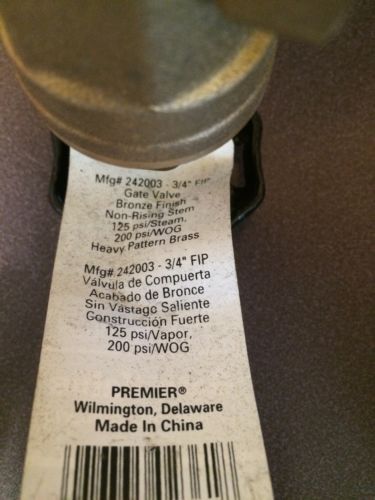 Mfg# 242003 - 3/4" FIP
Gate Valve
Bronze Finish
Non-Rising Stem
125 psi/Steam,
200 psi/WOG
Heavy Pattern Brass
Mfg# 242003 - 3/4" FIP
Válvula de Compuerta
Acabado de Bronce
Sin Vástago Saliente
Construcción Fuerte
125 psi/Vapor,
200 psi/WOG
PREMIER®
Wilmington, Delaware
Made In China